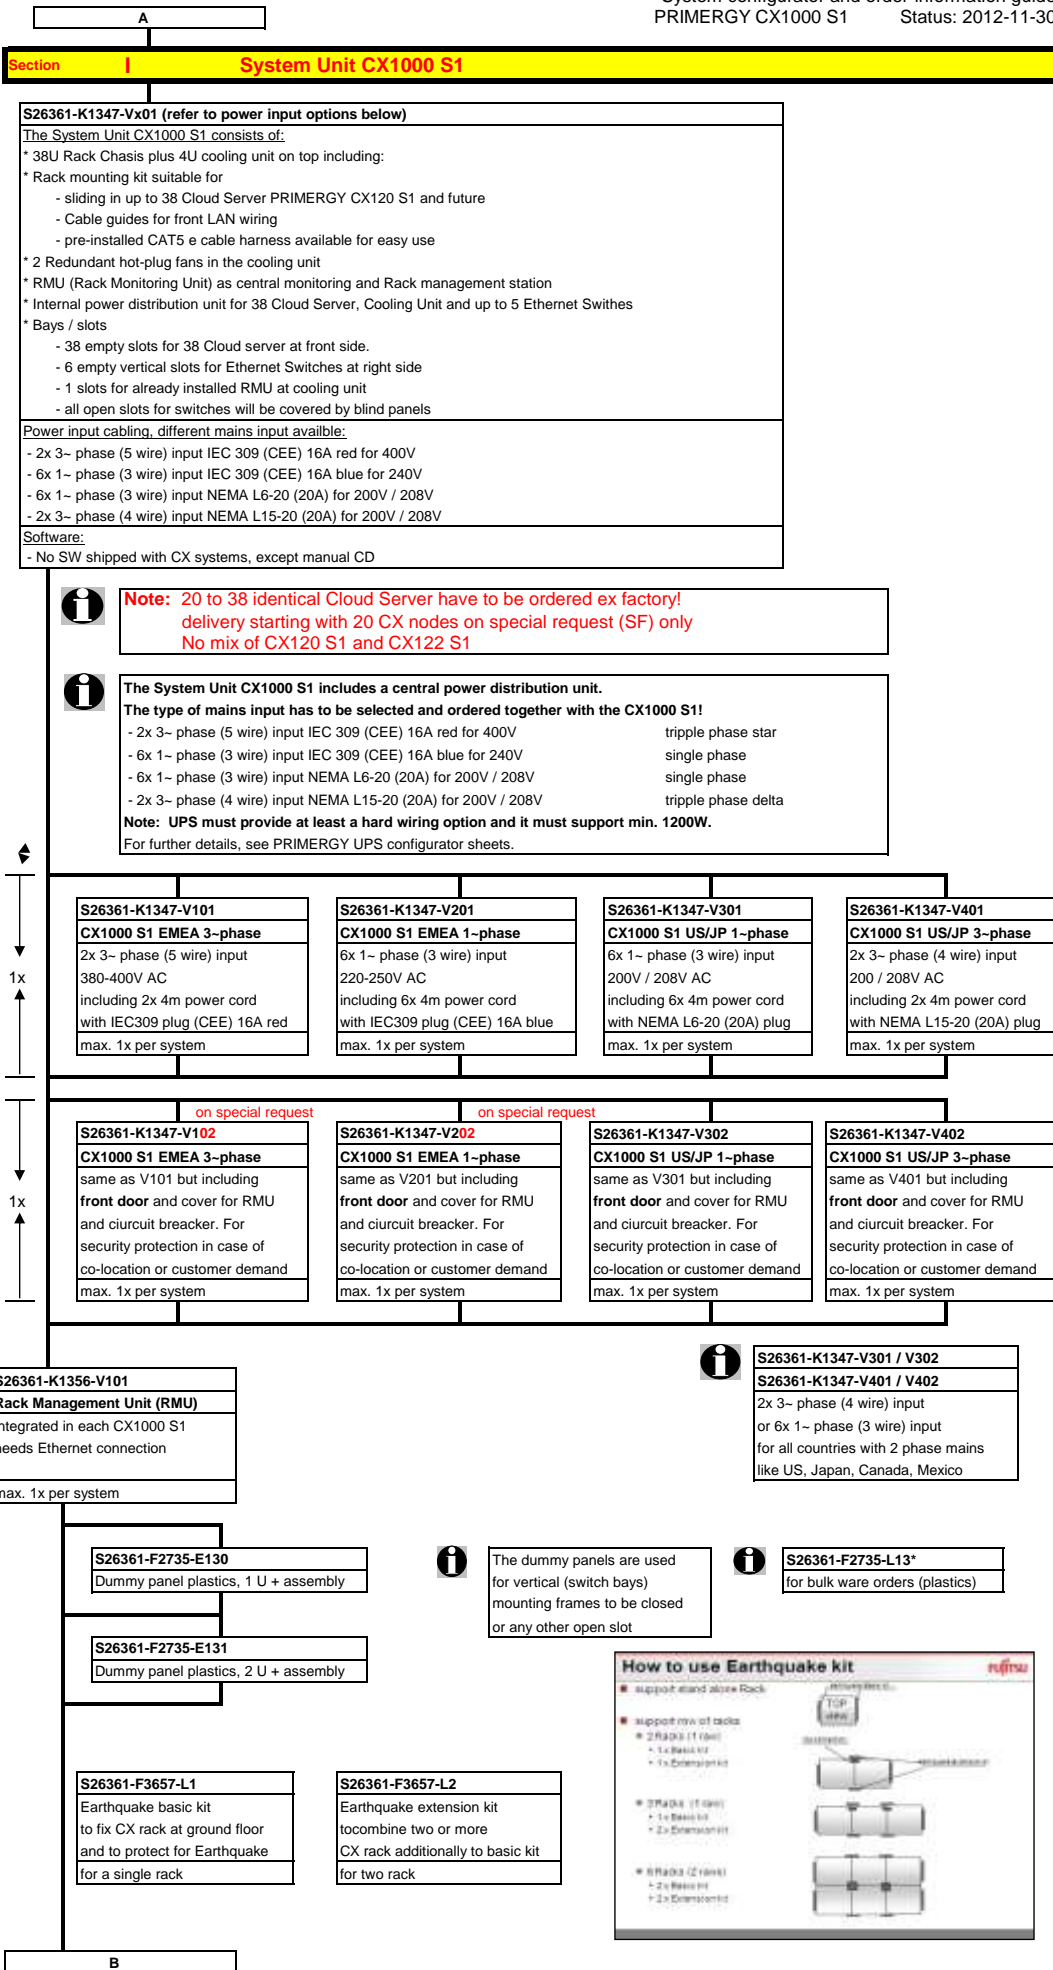 System configurator and order-information guide
PRIMERGY CX1000 S1 Status: 2012-11-30
A
Section I System Unit CX1000 S1
S26361-K1347-Vx01 (refer to power input options below)
The System Unit CX1000 S1 consists of:
* 38U Rack Chasis plus 4U cooling unit on top including:
* Rack mounting kit suitable for
- sliding in up to 38 Cloud Server PRIMERGY CX120 S1 and future
- Cable guides for front LAN wiring
- pre-installed CAT5 e cable harness available for easy use
* 2 Redundant hot-plug fans in the cooling unit
* RMU (Rack Monitoring Unit) as central monitoring and Rack management station
* Internal power distribution unit for 38 Cloud Server, Cooling Unit and up to 5 Ethernet Swithes
* Bays / slots
- 38 empty slots for 38 Cloud server at front side.
- 6 empty vertical slots for Ethernet Switches at right side
- 1 slots for already installed RMU at cooling unit
- all open slots for switches will be covered by blind panels
Power input cabling, different mains input availble:
- 2x 3~ phase (5 wire) input IEC 309 (CEE) 16A red for 400V
- 6x 1~ phase (3 wire) input IEC 309 (CEE) 16A blue for 240V
- 6x 1~ phase (3 wire) input NEMA L6-20 (20A) for 200V / 208V
- 2x 3~ phase (4 wire) input NEMA L15-20 (20A) for 200V / 208V
Software:
- No SW shipped with CX systems, except manual CD
Note: 20 to 38 identical Cloud Server have to be ordered ex factory!
delivery starting with 20 CX nodes on special request (SF) only
No mix of CX120 S1 and CX122 S1
The System Unit CX1000 S1 includes a central power distribution unit.
The type of mains input has to be selected and ordered together with the CX1000 S1!
- 2x 3~ phase (5 wire) input IEC 309 (CEE) 16A red for 400V tripple phase star
- 6x 1~ phase (3 wire) input IEC 309 (CEE) 16A blue for 240V single phase
- 6x 1~ phase (3 wire) input NEMA L6-20 (20A) for 200V / 208V single phase
- 2x 3~ phase (4 wire) input NEMA L15-20 (20A) for 200V / 208V tripple phase delta
Note: UPS must provide at least a hard wiring option and it must support min. 1200W.
For further details, see PRIMERGY UPS configurator sheets.
1x
S26361-K1347-V101
CX1000 S1 EMEA 3~phase
2x 3~ phase (5 wire) input
380-400V AC
including 2x 4m power cord
with IEC309 plug (CEE) 16A red
max. 1x per system
S26361-K1347-V201
CX1000 S1 EMEA 1~phase
6x 1~ phase (3 wire) input
220-250V AC
including 6x 4m power cord
with IEC309 plug (CEE) 16A blue
max. 1x per system
S26361-K1347-V301
CX1000 S1 US/JP 1~phase
6x 1~ phase (3 wire) input
200V / 208V AC
including 6x 4m power cord
with NEMA L6-20 (20A) plug
max. 1x per system
S26361-K1347-V401
CX1000 S1 US/JP 3~phase
2x 3~ phase (4 wire) input
200 / 208V AC
including 2x 4m power cord
with NEMA L15-20 (20A) plug
max. 1x per system
1x
on special request
S26361-K1347-V102
CX1000 S1 EMEA 3~phase
same as V101 but including
front door and cover for RMU
and ciurcuit breacker. For
security protection in case of
co-location or customer demand
max. 1x per system
on special request
S26361-K1347-V202
CX1000 S1 EMEA 1~phase
same as V201 but including
front door and cover for RMU
and ciurcuit breacker. For
security protection in case of
co-location or customer demand
max. 1x per system
S26361-K1347-V302
CX1000 S1 US/JP 1~phase
same as V301 but including
front door and cover for RMU
and ciurcuit breacker. For
security protection in case of
co-location or customer demand
max. 1x per system
S26361-K1347-V402
CX1000 S1 US/JP 3~phase
same as V401 but including
front door and cover for RMU
and ciurcuit breacker. For
security protection in case of
co-location or customer demand
max. 1x per system
S26361-K1347-V301 / V302
S26361-K1347-V401 / V402
2x 3~ phase (4 wire) input
or 6x 1~ phase (3 wire) input
for all countries with 2 phase mains
like US, Japan, Canada, Mexico
S26361-K1356-V101
Rack Management Unit (RMU)
integrated in each CX1000 S1
needs Ethernet connection
max. 1x per system
S26361-F2735-E130
Dummy panel plastics, 1 U + assembly
S26361-F2735-E131
Dummy panel plastics, 2 U + assembly
The dummy panels are used
for vertical (switch bays)
mounting frames to be closed
or any other open slot
S26361-F2735-L13*
for bulk ware orders (plastics)
S26361-F3657-L1
Earthquake basic kit
to fix CX rack at ground floor
and to protect for Earthquake
for a single rack
S26361-F3657-L2
Earthquake extension kit
tocombine two or more
CX rack additionally to basic kit
for two rack
How to use Earthquake kit
FUJITSU
support stand alone Rack
TOP
view
support row of racks
2 Racks (1 row)
1 x Basic kit
1 x Extension kit
3 Racks (1 row)
1 x Basic kit
2 x Extension kit
6 Racks (2 rows)
2 x Basic kit
2 x Extension kit
B